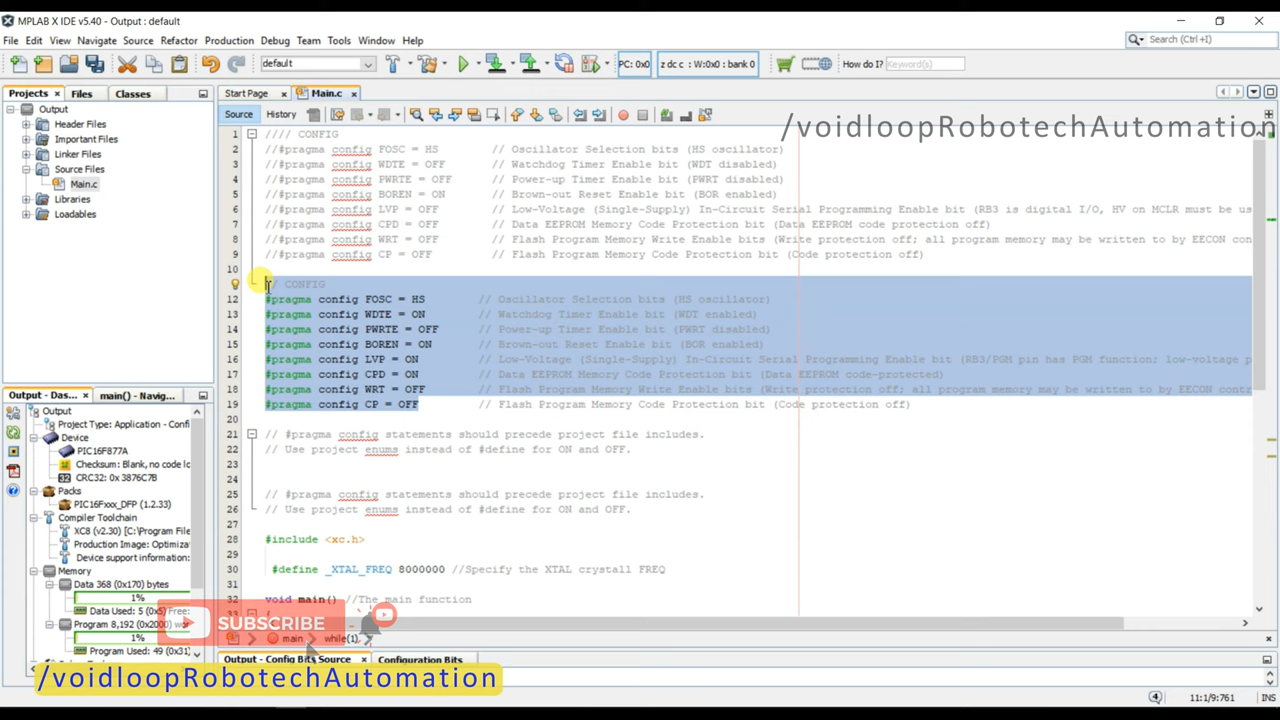 MPLAB X IDE v5.40 - Output : default
File Edit View Navigate Source Refactor Production Debug Team Tools Window Help
Search (Ctrl+I)
default
PC: 0x0
z dc c : W:0x0 : bank 0
How do I?
Keyword(s)
Projects
Files
Classes
Start Page
Main.c
Source
History
/voidloopRobotechAutomation
Output
Header Files
Important Files
Linker Files
Source Files
Main.c
Libraries
Loadables
1 //// CONFIG
2 //#pragma config FOSC = HS // Oscillator Selection bits (HS oscillator)
3 //#pragma config WDTE = OFF // Watchdog Timer Enable bit (WDT disabled)
4 //#pragma config PWRTE = OFF // Power-up Timer Enable bit (PWRT disabled)
5 //#pragma config BOREN = ON // Brown-out Reset Enable bit (BOR enabled)
6 //#pragma config LVP = OFF // Low-Voltage (Single-Supply) In-Circuit Serial Programming Enable bit (RB3 is digital I/O, HV on MCLR must be us
7 //#pragma config CPD = OFF // Data EEPROM Memory Code Protection bit (Data EEPROM code protection off)
8 //#pragma config WRT = OFF // Flash Program Memory Write Enable bits (Write protection off; all program memory may be written to by EECON cont
9 //#pragma config CP = OFF // Flash Program Memory Code Protection bit (Code protection off)
10
// CONFIG
12 #pragma config FOSC = HS // Oscillator Selection bits (HS oscillator)
13 #pragma config WDTE = ON // Watchdog Timer Enable bit (WDT enabled)
14 #pragma config PWRTE = OFF // Power-up Timer Enable bit (PWRT disabled)
15 #pragma config BOREN = ON // Brown-out Reset Enable bit (BOR enabled)
16 #pragma config LVP = ON // Low-Voltage (Single-Supply) In-Circuit Serial Programming Enable bit (RB3/PGM pin has PGM function; low-voltage p
17 #pragma config CPD = ON // Data EEPROM Memory Code Protection bit (Data EEPROM code-protected)
18 #pragma config WRT = OFF // Flash Program Memory Write Enable bits (Write protection off; all program memory may be written to by EECON contr
19 #pragma config CP = OFF // Flash Program Memory Code Protection bit (Code protection off)
20
21 // #pragma config statements should precede project file includes.
22 // Use project enums instead of #define for ON and OFF.
23
24
25 // #pragma config statements should precede project file includes.
26 // Use project enums instead of #define for ON and OFF.
27
28 #include <xc.h>
29
30 #define _XTAL_FREQ 8000000 //Specify the XTAL crystall FREQ
31
32 void main() //The main function
33 {
Output - Das...
main() - Navig...
Output
Project Type: Application - Confi
Device
PIC16F877A
Checksum: Blank, no code lo
CRC32: 0x 3876C7B
Packs
PIC16Fxxx_DFP (1.2.33)
Compiler Toolchain
XC8 (v2.30) [C:\Program File
Production Image: Optimizat
Device support information:
Memory
Data 368 (0x170) bytes
1%
Data Used: 5 (0x5) Free:
Program 8,192 (0x2000) wor
1%
Program Used: 49 (0x31)
SUBSCRIBE
main
while(1)
Output - Config Bits Source
Configuration Bits
/voidloopRobotechAutomation
4
11:1/9:761
INS